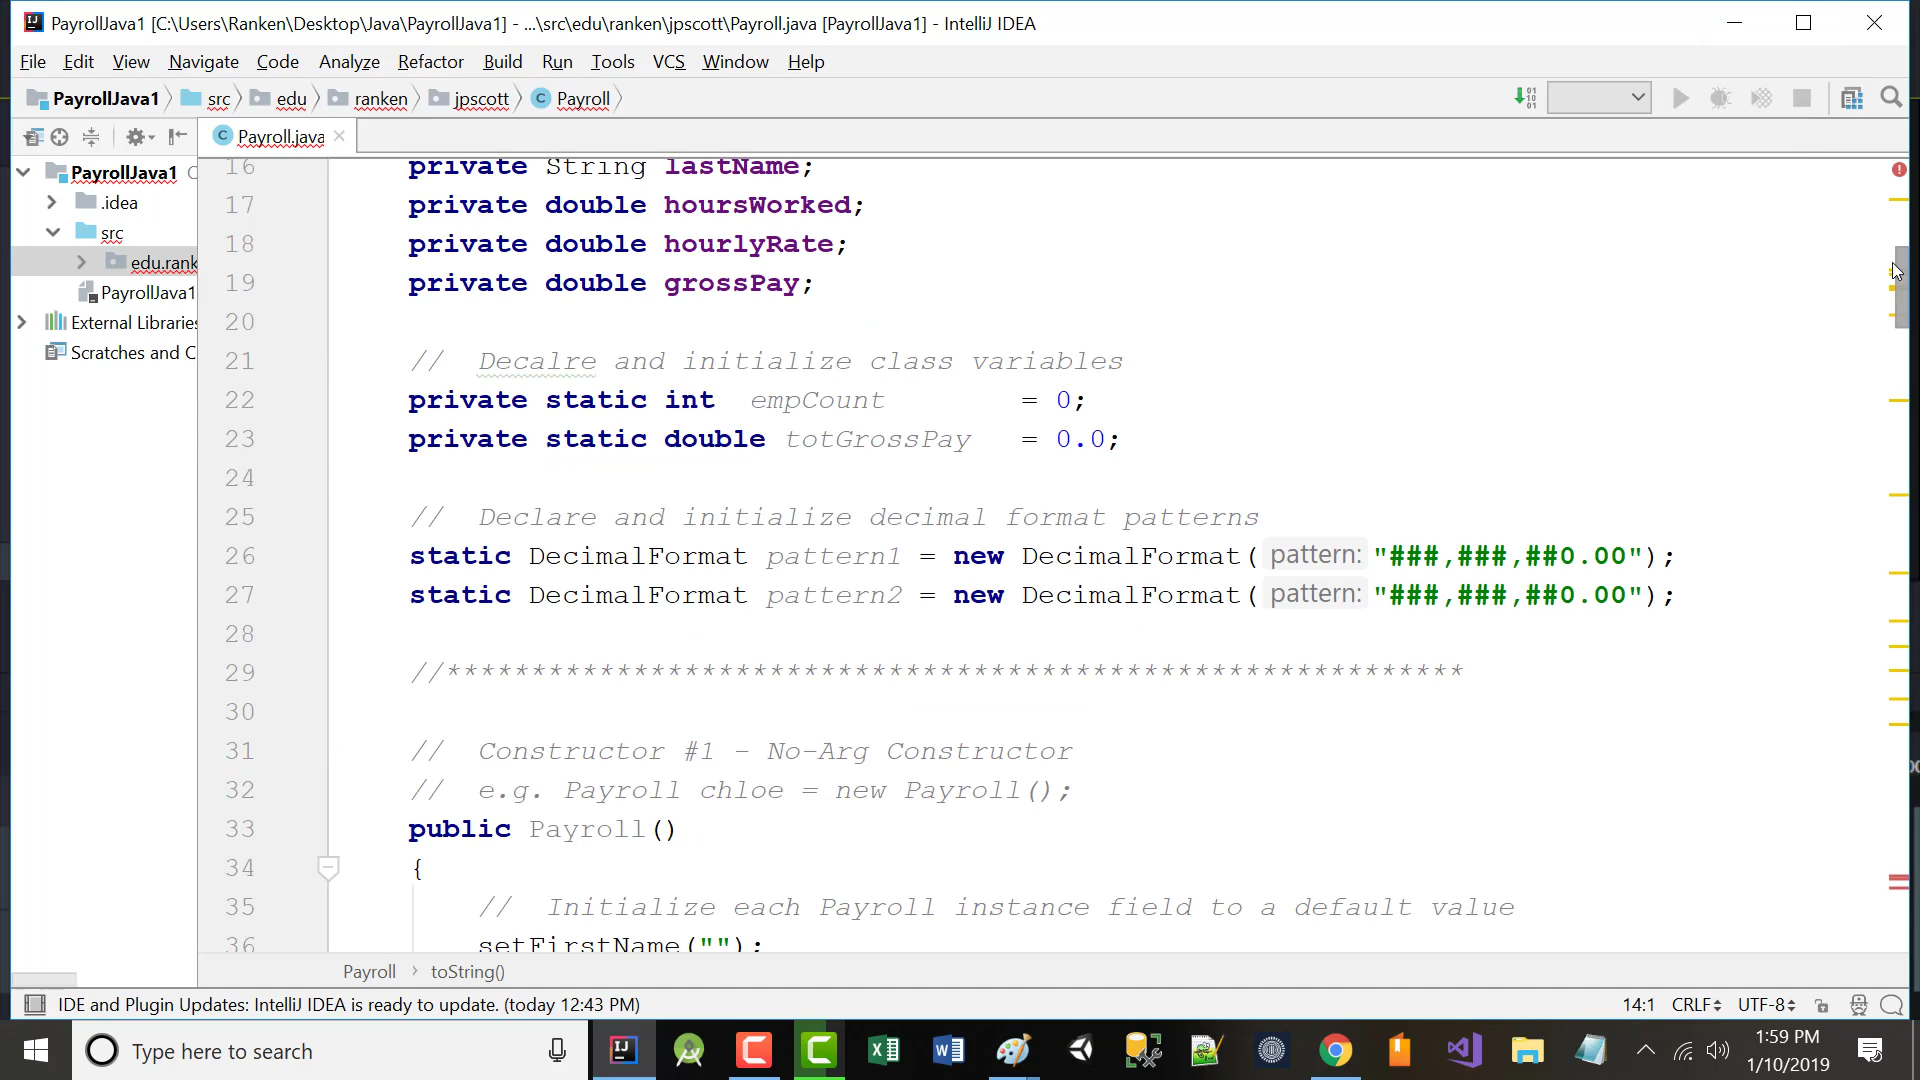 PayrollJava1 [C:\Users\Ranken\Desktop\Java\PayrollJava1] - ...\src\edu\ranken\jpscott\Payroll.java [PayrollJava1] - IntelliJ IDEA
File Edit View Navigate Code Analyze Refactor Build Run Tools VCS Window Help
PayrollJava1 src edu ranken jpscott Payroll
Payroll.java
PayrollJava1
.idea
src
edu.rank
PayrollJava1
External Libraries
Scratches and C
16 private String lastName;
17 private double hoursWorked;
18 private double hourlyRate;
19 private double grossPay;
20
21 // Decalre and initialize class variables
22 private static int empCount = 0;
23 private static double totGrossPay = 0.0;
24
25 // Declare and initialize decimal format patterns
26 static DecimalFormat pattern1 = new DecimalFormat( pattern: "###,###,##0.00");
27 static DecimalFormat pattern2 = new DecimalFormat( pattern: "###,###,##0.00");
28
29 //************************************************************
30
31 // Constructor #1 - No-Arg Constructor
32 // e.g. Payroll chloe = new Payroll();
33 public Payroll()
34 {
35 // Initialize each Payroll instance field to a default value
36 setFirstName("");
Payroll › toString()
IDE and Plugin Updates: IntelliJ IDEA is ready to update. (today 12:43 PM) 14:1 CRLF UTF-8
Type here to search
1:59 PM
1/10/2019